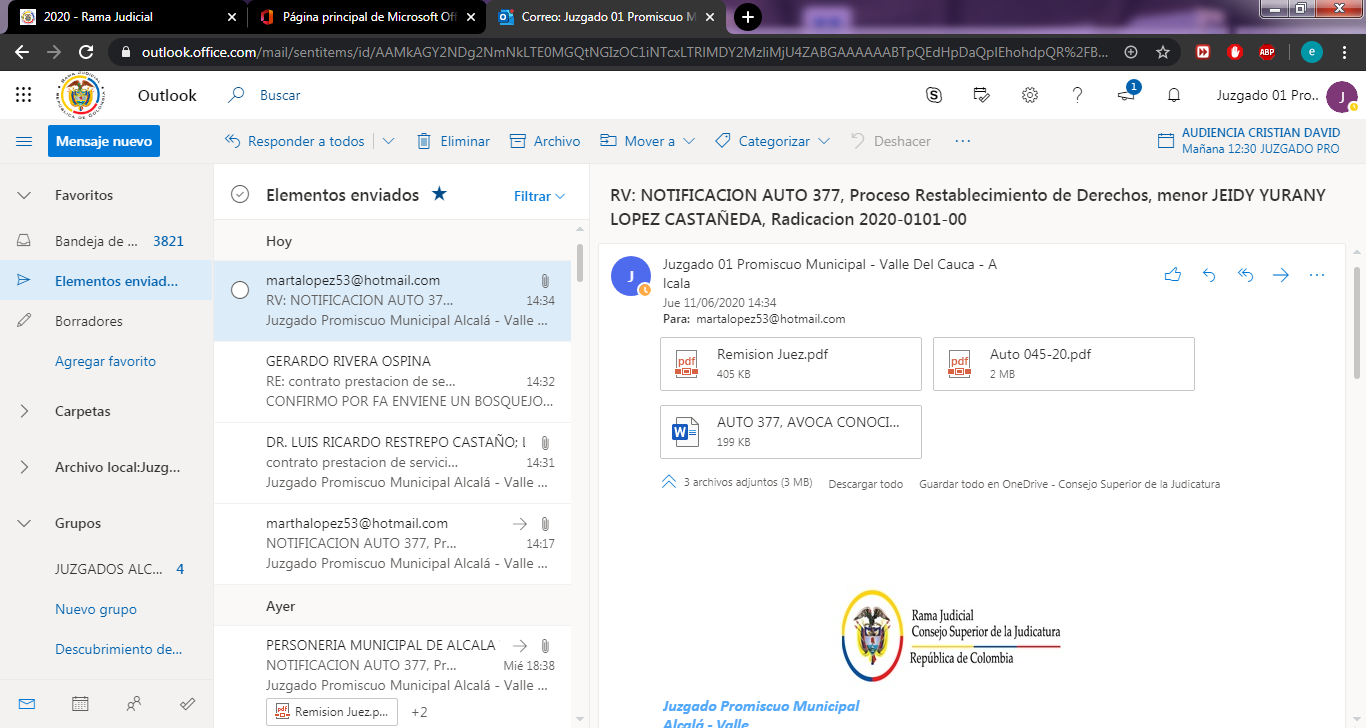 2020 - Rama Judicial
Página principal de Microsoft Off
Correo: Juzgado 01 Promiscuo M
outlook.office.com/mail/sentitems/id/AAMkAGY2NDg2NmNkLTE0MGQtNGIzOC1iNTcxLTRlMDY2MzliMjU4ZABGAAAAAABTpQEdHpDaQplEhohdpQR%2FB...
ABP
e
Outlook
Buscar
1
Juzgado 01 Pro..
J
Mensaje nuevo
Responder a todos
Eliminar
Archivo
Mover a
Categorizar
Deshacer
AUDIENCIA CRISTIAN DAVID
Mañana 12:30 JUZGADO PRO
Favoritos
Bandeja de ... 3821
Elementos enviad...
Borradores
Agregar favorito
Carpetas
Archivo local:Juzg...
Grupos
JUZGADOS ALC... 4
Nuevo grupo
Descubrimiento de...
Elementos enviados
Filtrar
Hoy
martalopez53@hotmail.com
RV: NOTIFICACION AUTO 37... 14:34
Juzgado Promiscuo Municipal Alcalá - Valle ...
GERARDO RIVERA OSPINA
RE: contrato prestacion de se... 14:32
CONFIRMO POR FA ENVIENE UN BOSQUEJO...
DR. LUIS RICARDO RESTREPO CASTAÑO; L
contrato prestacion de servici... 14:31
Juzgado Promiscuo Municipal Alcalá - Valle ...
marthalopez53@hotmail.com
NOTIFICACION AUTO 377, Pr... 14:17
Juzgado Promiscuo Municipal Alcalá - Valle ...
Ayer
PERSONERIA MUNICIPAL DE ALCALA
NOTIFICACION AUTO 377, Pr... Mié 18:38
Juzgado Promiscuo Municipal Alcalá - Valle ...
Remision Juez.p... +2
RV: NOTIFICACION AUTO 377, Proceso Restablecimiento de Derechos, menor JEIDY YURANY
LOPEZ CASTAÑEDA, Radicacion 2020-0101-00
J
Juzgado 01 Promiscuo Municipal - Valle Del Cauca - A
lcala
Jue 11/06/2020 14:34
Para: martalopez53@hotmail.com
pdf
Remision Juez.pdf
405 KB
pdf
Auto 045-20.pdf
2 MB
W
AUTO 377, AVOCA CONOCI...
199 KB
3 archivos adjuntos (3 MB) Descargar todo Guardar todo en OneDrive - Consejo Superior de la Judicatura
Rama Judicial
Consejo Superior de la Judicatura
República de Colombia
Juzgado Promiscuo Municipal
Alcalá - Valle